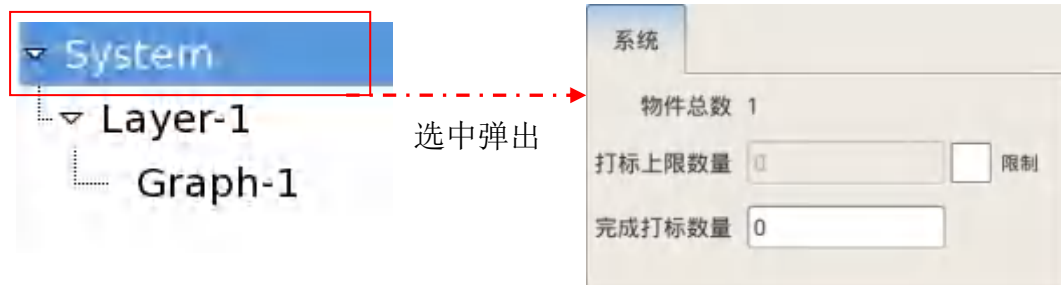 System
Layer-1
Graph-1
选中弹出
系统
物件总数 1
打标上限数量 0 限制
完成打标数量 0